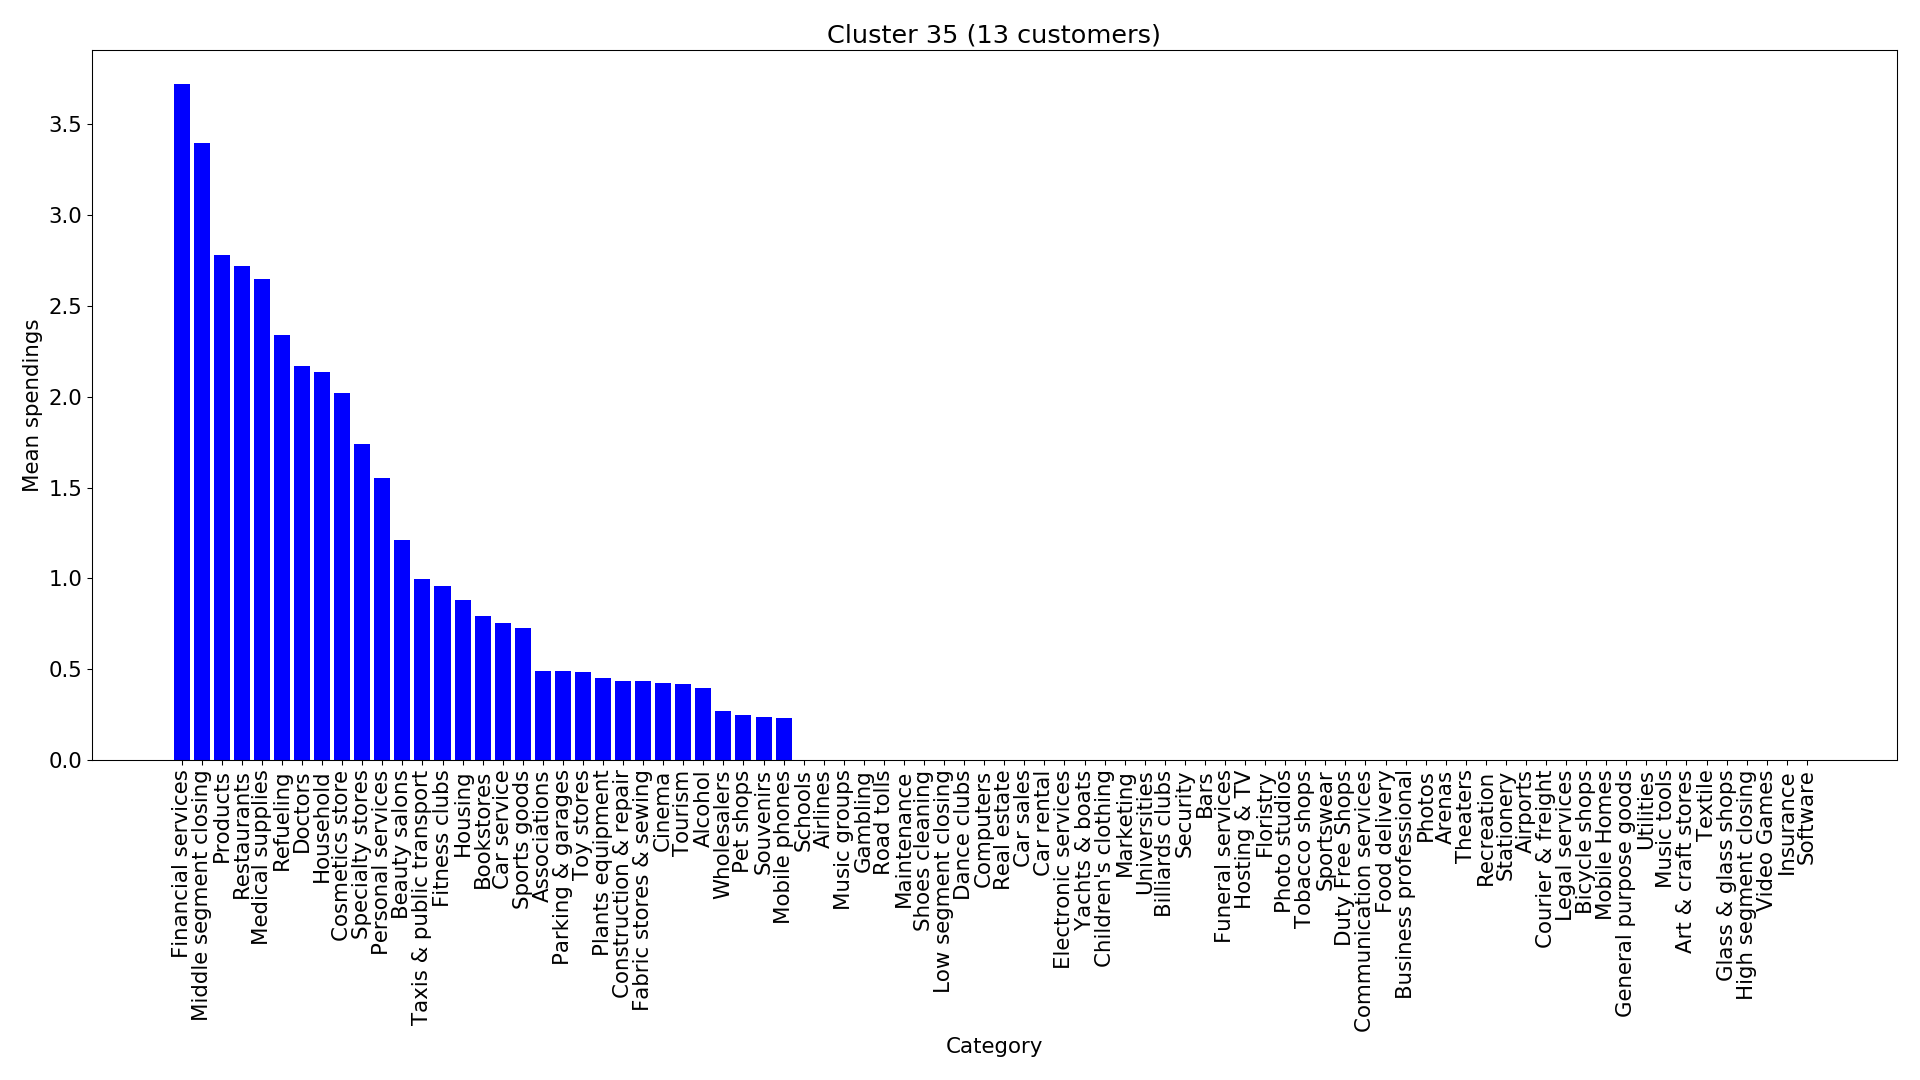 Cluster 35 (13 customers)
Mean spendings
3.5
3.0
2.5
2.0
1.5
1.0
0.5
0.0
Financial services
Middle segment closing
Products
Restaurants
Medical supplies
Refueling
Doctors
Household
Cosmetics store
Specialty stores
Personal services
Beauty salons
Taxis & public transport
Fitness clubs
Housing
Bookstores
Car service
Sports goods
Associations
Parking & garages
Toy stores
Plants equipment
Construction & repair
Fabric stores & sewing
Cinema
Tourism
Alcohol
Wholesalers
Pet shops
Souvenirs
Mobile phones
Schools
Airlines
Music groups
Gambling
Road tolls
Maintenance
Shoes cleaning
Low segment closing
Dance clubs
Computers
Real estate
Car sales
Car rental
Electronic services
Yachts & boats
Children's clothing
Marketing
Universities
Billiards clubs
Security
Bars
Funeral services
Hosting & TV
Floristry
Photo studios
Tobacco shops
Sportswear
Duty Free Shops
Communication services
Food delivery
Business professional
Photos
Arenas
Theaters
Recreation
Stationery
Airports
Courier & freight
Legal services
Bicycle shops
Mobile Homes
General purpose goods
Utilities
Music tools
Art & craft stores
Textile
Glass & glass shops
High segment closing
Video Games
Insurance
Software
Category